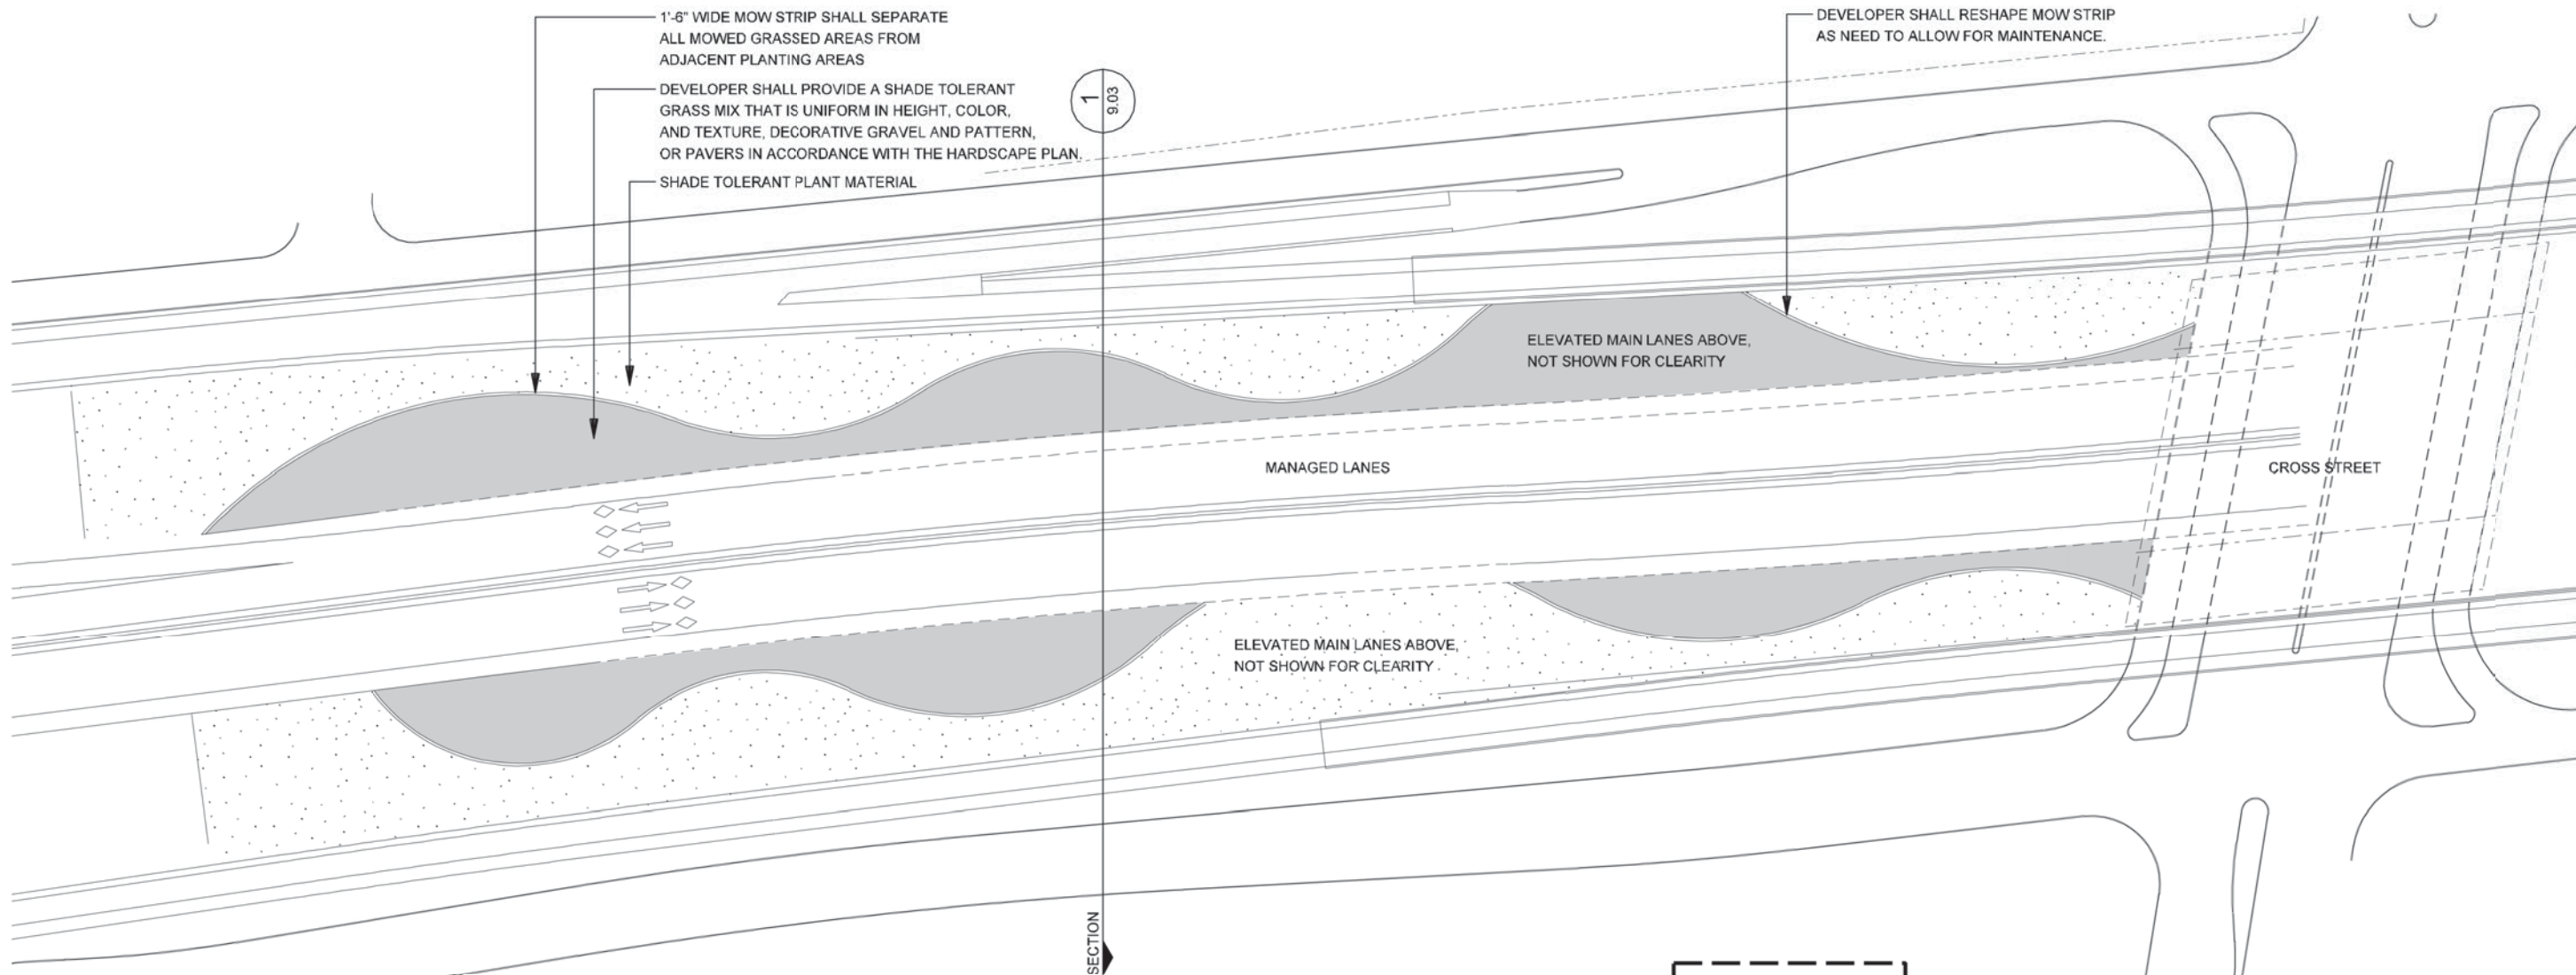 1'-6" WIDE MOW STRIP SHALL SEPARATE
ALL MOWED GRASSED AREAS FROM
ADJACENT PLANTING AREAS
DEVELOPER SHALL PROVIDE A SHADE TOLERANT
GRASS MIX THAT IS UNIFORM IN HEIGHT, COLOR,
AND TEXTURE, DECORATIVE GRAVEL AND PATTERN,
OR PAVERS IN ACCORDANCE WITH THE HARDSCAPE PLAN.
SHADE TOLERANT PLANT MATERIAL
1
9.03
DEVELOPER SHALL RESHAPE MOW STRIP
AS NEED TO ALLOW FOR MAINTENANCE.
ELEVATED MAIN LANES ABOVE,
NOT SHOWN FOR CLEARITY
MANAGED LANES
CROSS STREET
ELEVATED MAIN LANES ABOVE,
NOT SHOWN FOR CLEARITY
SECTION